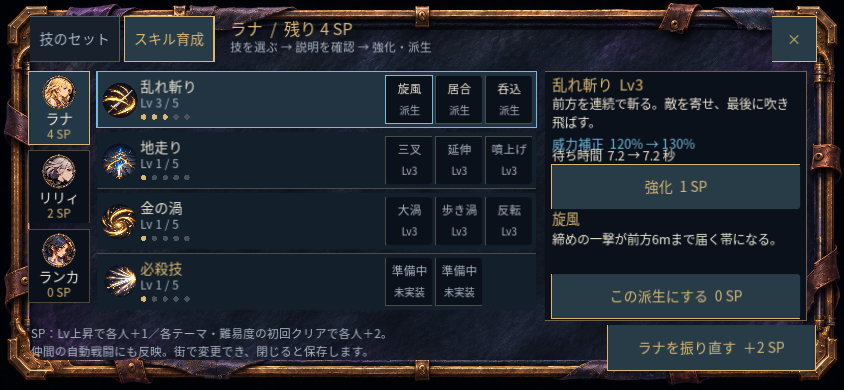 技のセット
スキル育成
ラナ / 残り 4 SP
技を選ぶ → 説明を確認 → 強化・派生
×
ラナ
4 SP
リリィ
2 SP
ランカ
0 SP
乱れ斬り
Lv 3 / 5
旋風
派生
居合
派生
呑込
派生
地走り
Lv 1 / 5
三叉
Lv3
延伸
Lv3
噴上げ
Lv3
金の渦
Lv 1 / 5
大渦
Lv3
歩き渦
Lv3
反転
Lv3
必殺技
Lv 1 / 5
準備中
未実装
準備中
未実装
乱れ斬り Lv3
前方を連続で斬る。敵を寄せ、最後に吹き
飛ばす。
威力補正 120% → 130%
待ち時間 7.2 → 7.2 秒
強化 1 SP
旋風
締めの一撃が前方6mまで届く帯になる。
この派生にする 0 SP
SP：Lv上昇で各人＋1／各テーマ・難易度の初回クリアで各人＋2。
仲間の自動戦闘にも反映。街で変更でき、閉じると保存します。
ラナを振り直す ＋2 SP